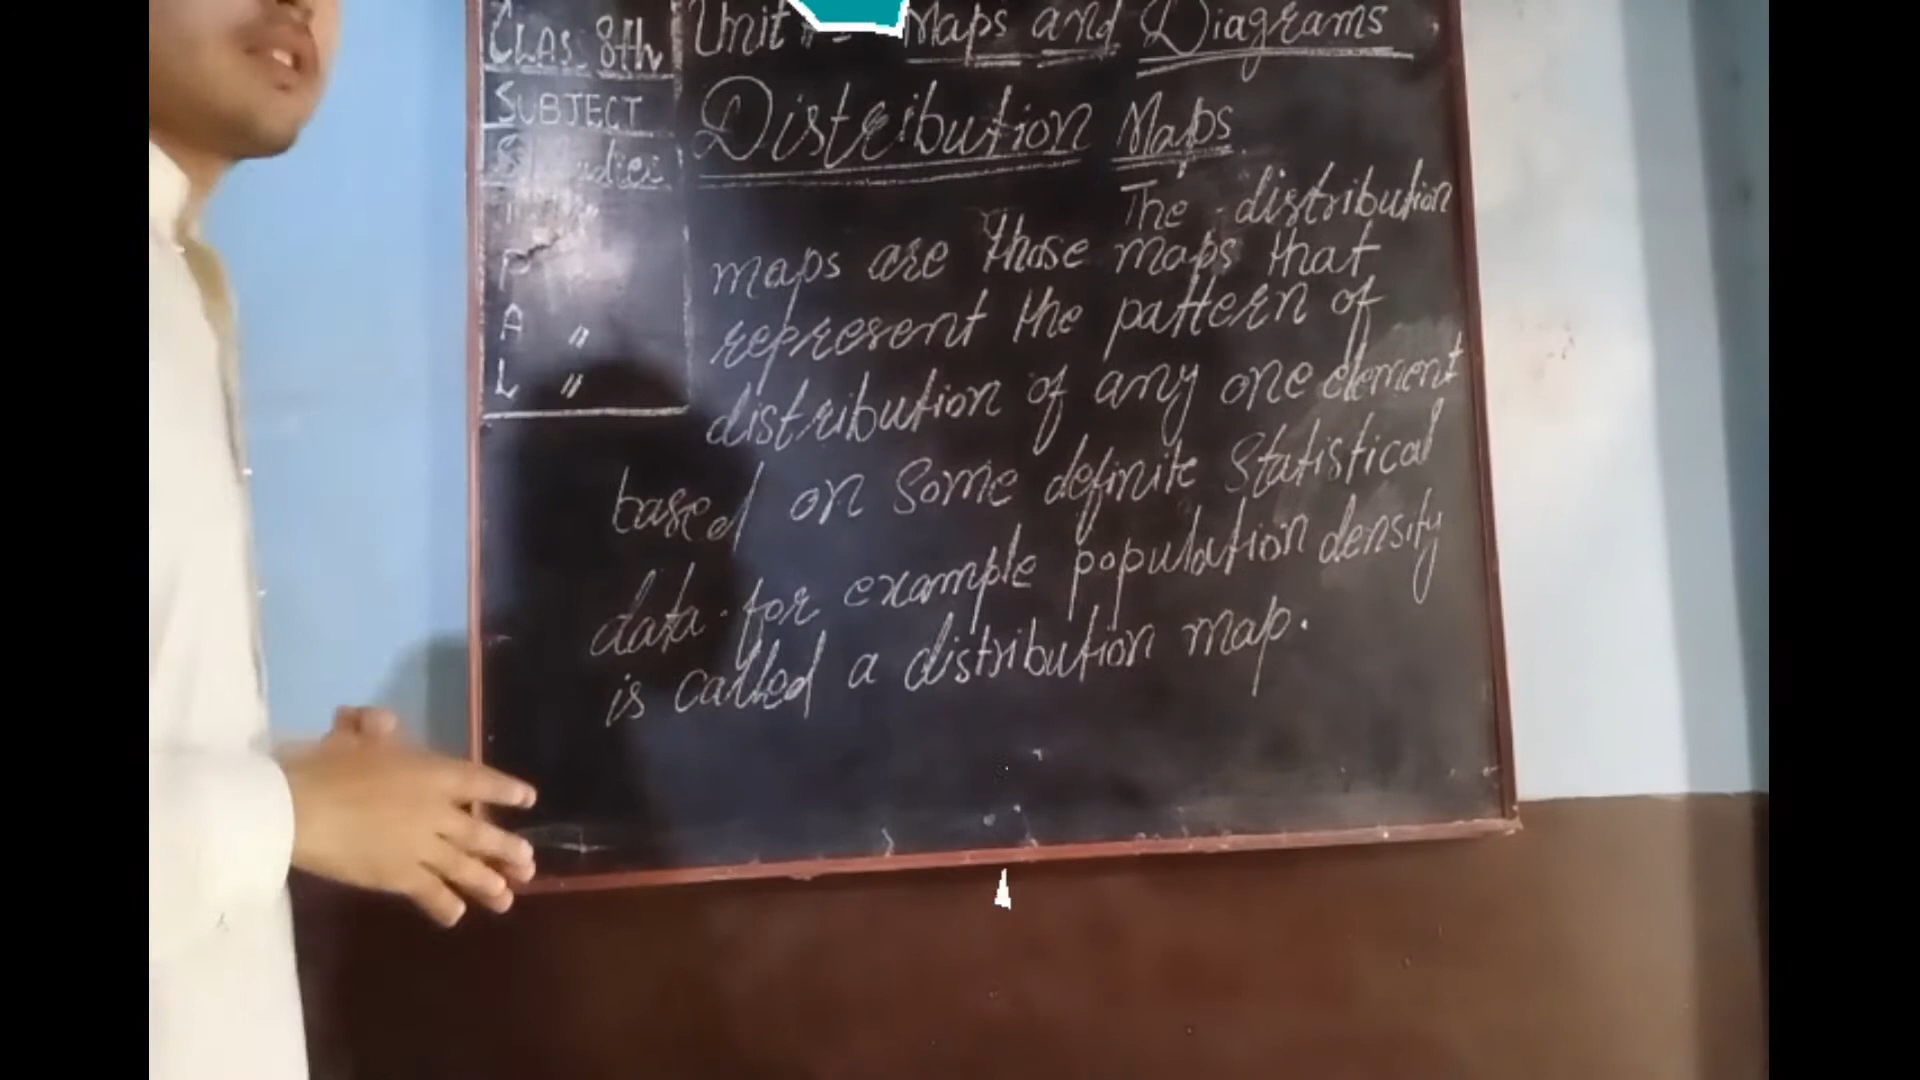 CLASS 8th
SUBJECT
P
A "
L "
Unit # Maps and Diagrams
Distribution Maps
The distribution
maps are those maps that
represent the pattern of
distribution of any one element
based on some definite Statistical
data. for example population density
is called a distribution map.